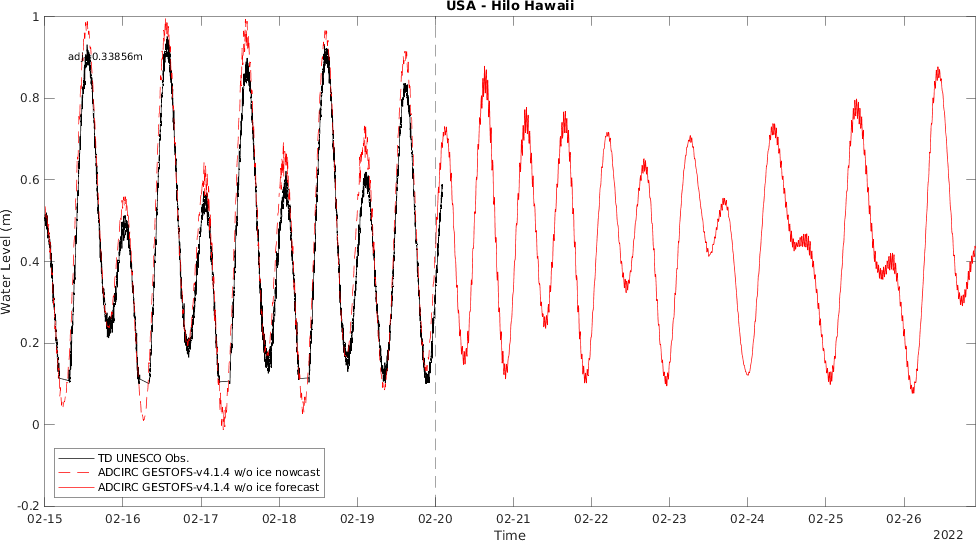 USA - Hilo Hawaii
1
0.8
0.6
0.4
0.2
0
-0.2
Water Level (m)
0.33856m
TD UNESCO Obs.
ADCIRC GESTOFS-v4.1.4 w/o ice nowcast
ADCIRC GESTOFS-v4.1.4 w/o ice forecast
02-15 02-16 02-17 02-18 02-19 02-20 02-21 02-22 02-23 02-24 02-25 02-26
Time
2022